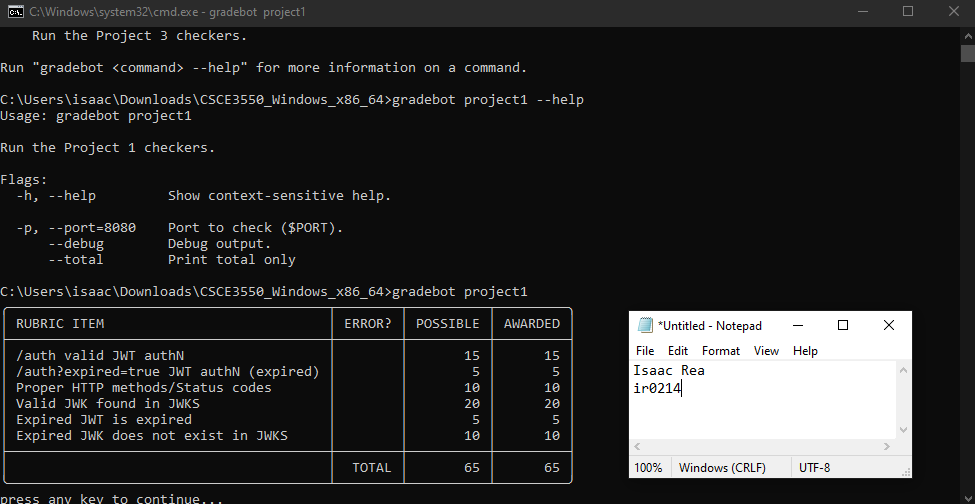 C:\Windows\system32\cmd.exe - gradebot project1
Run the Project 3 checkers.
Run "gradebot <command> --help" for more information on a command.
C:\Users\isaac\Downloads\CSCE3550_Windows_x86_64>gradebot project1 --help
Usage: gradebot project1
Run the Project 1 checkers.
Flags:
-h, --help Show context-sensitive help.
-p, --port=8080 Port to check ($PORT).
--debug Debug output.
--total Print total only
C:\Users\isaac\Downloads\CSCE3550_Windows_x86_64>gradebot project1
RUBRIC ITEM ERROR? POSSIBLE AWARDED
/auth valid JWT authN 15 15
/auth?expired=true JWT authN (expired) 5 5
Proper HTTP methods/Status codes 10 10
Valid JWK found in JWKS 20 20
Expired JWT is expired 5 5
Expired JWK does not exist in JWKS 10 10
TOTAL 65 65
press any key to continue...
*Untitled - Notepad
File Edit Format View Help
Isaac Rea
ir0214
100% Windows (CRLF) UTF-8